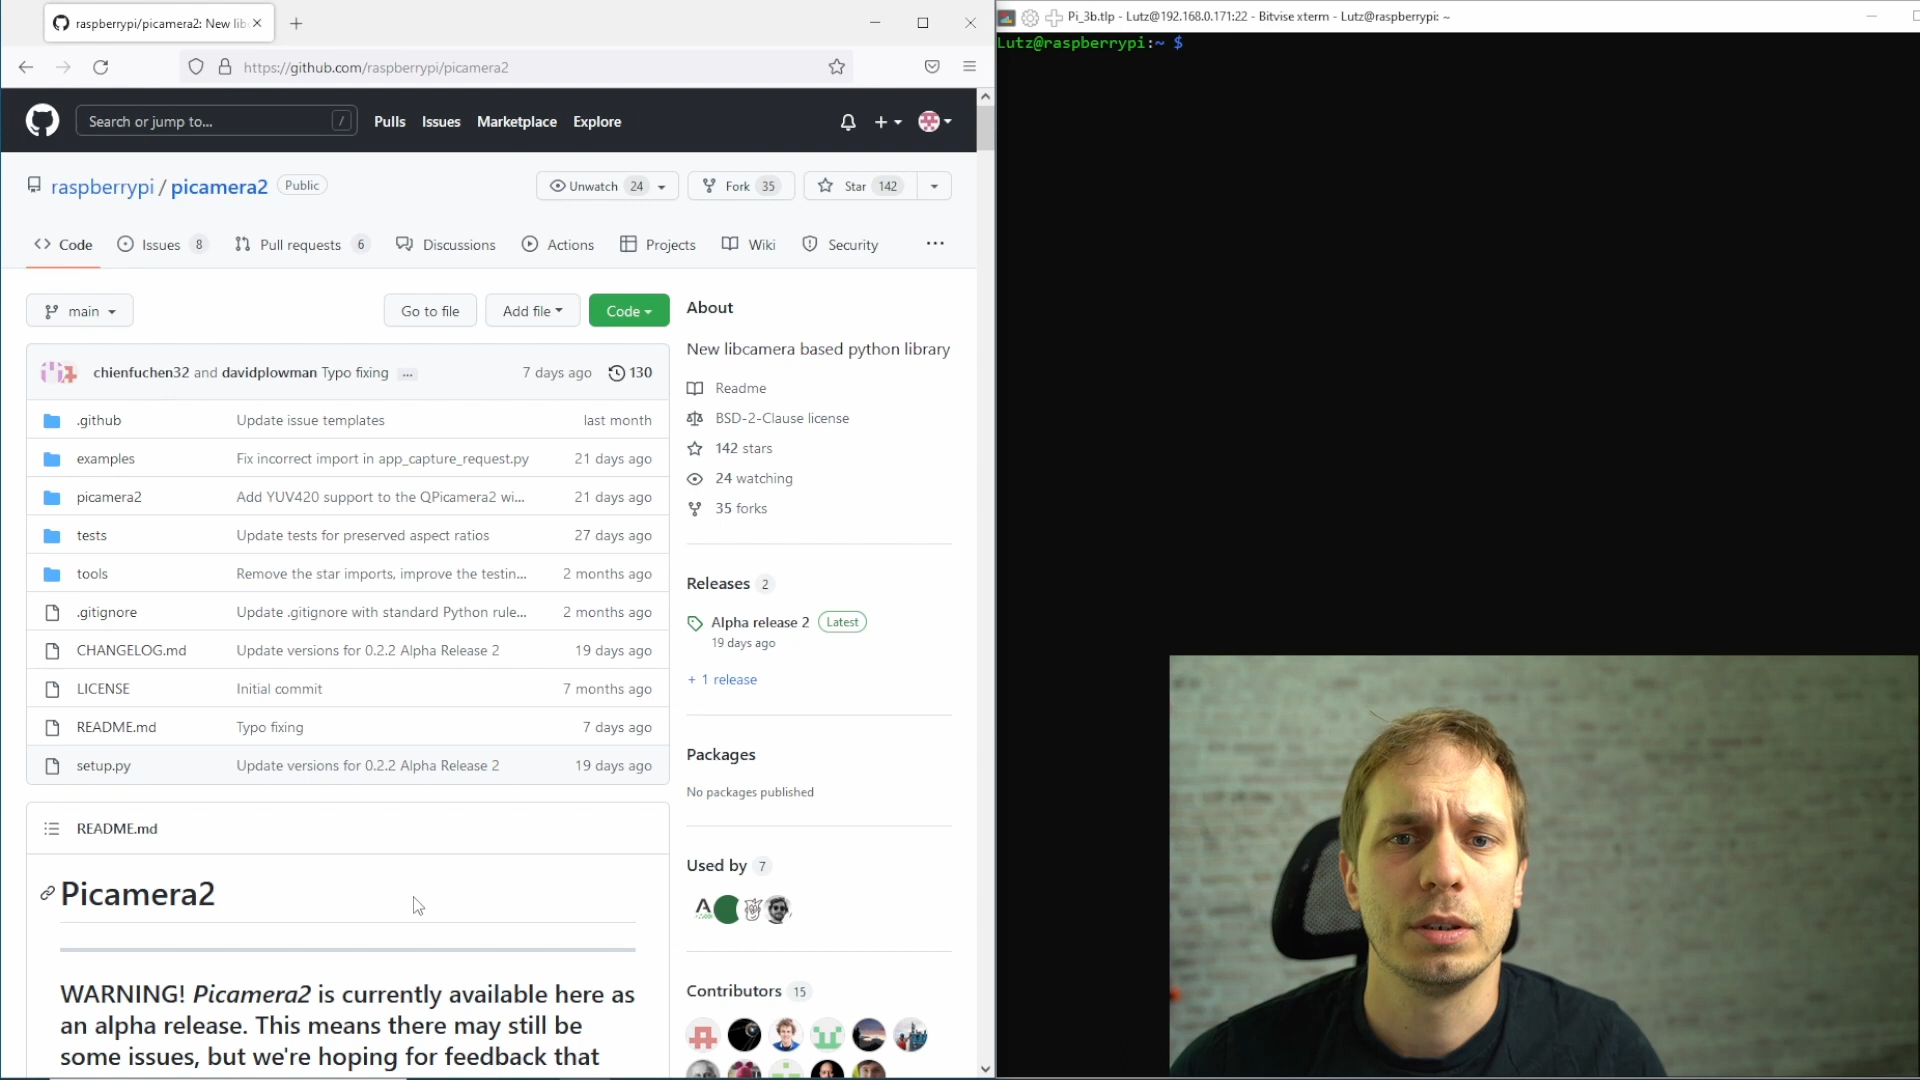 raspberrypi/picamera2: New lib
https://github.com/raspberrypi/picamera2
Search or jump to... /
Pulls Issues Marketplace Explore
raspberrypi / picamera2 Public
Unwatch 24 Fork 35 Star 142
Code Issues 8 Pull requests 6 Discussions Actions Projects Wiki Security ...
main Go to file Add file Code
chienfuchen32 and davidplowman Typo fixing ... 7 days ago 130
.github Update issue templates last month
examples Fix incorrect import in app_capture_request.py 21 days ago
picamera2 Add YUV420 support to the QPicamera2 wi... 21 days ago
tests Update tests for preserved aspect ratios 27 days ago
tools Remove the star imports, improve the testin... 2 months ago
.gitignore Update .gitignore with standard Python rule... 2 months ago
CHANGELOG.md Update versions for 0.2.2 Alpha Release 2 19 days ago
LICENSE Initial commit 7 months ago
README.md Typo fixing 7 days ago
setup.py Update versions for 0.2.2 Alpha Release 2 19 days ago
README.md
Picamera2
WARNING! Picamera2 is currently available here as
an alpha release. This means there may still be
some issues, but we're hoping for feedback that
About
New libcamera based python library
Readme
BSD-2-Clause license
142 stars
24 watching
35 forks
Releases 2
Alpha release 2 Latest
19 days ago
+ 1 release
Packages
No packages published
Used by 7
Contributors 15
Pi_3b.tlp - Lutz@192.168.0.171:22 - Bitvise xterm - Lutz@raspberrypi: ~
Lutz@raspberrypi:~ $